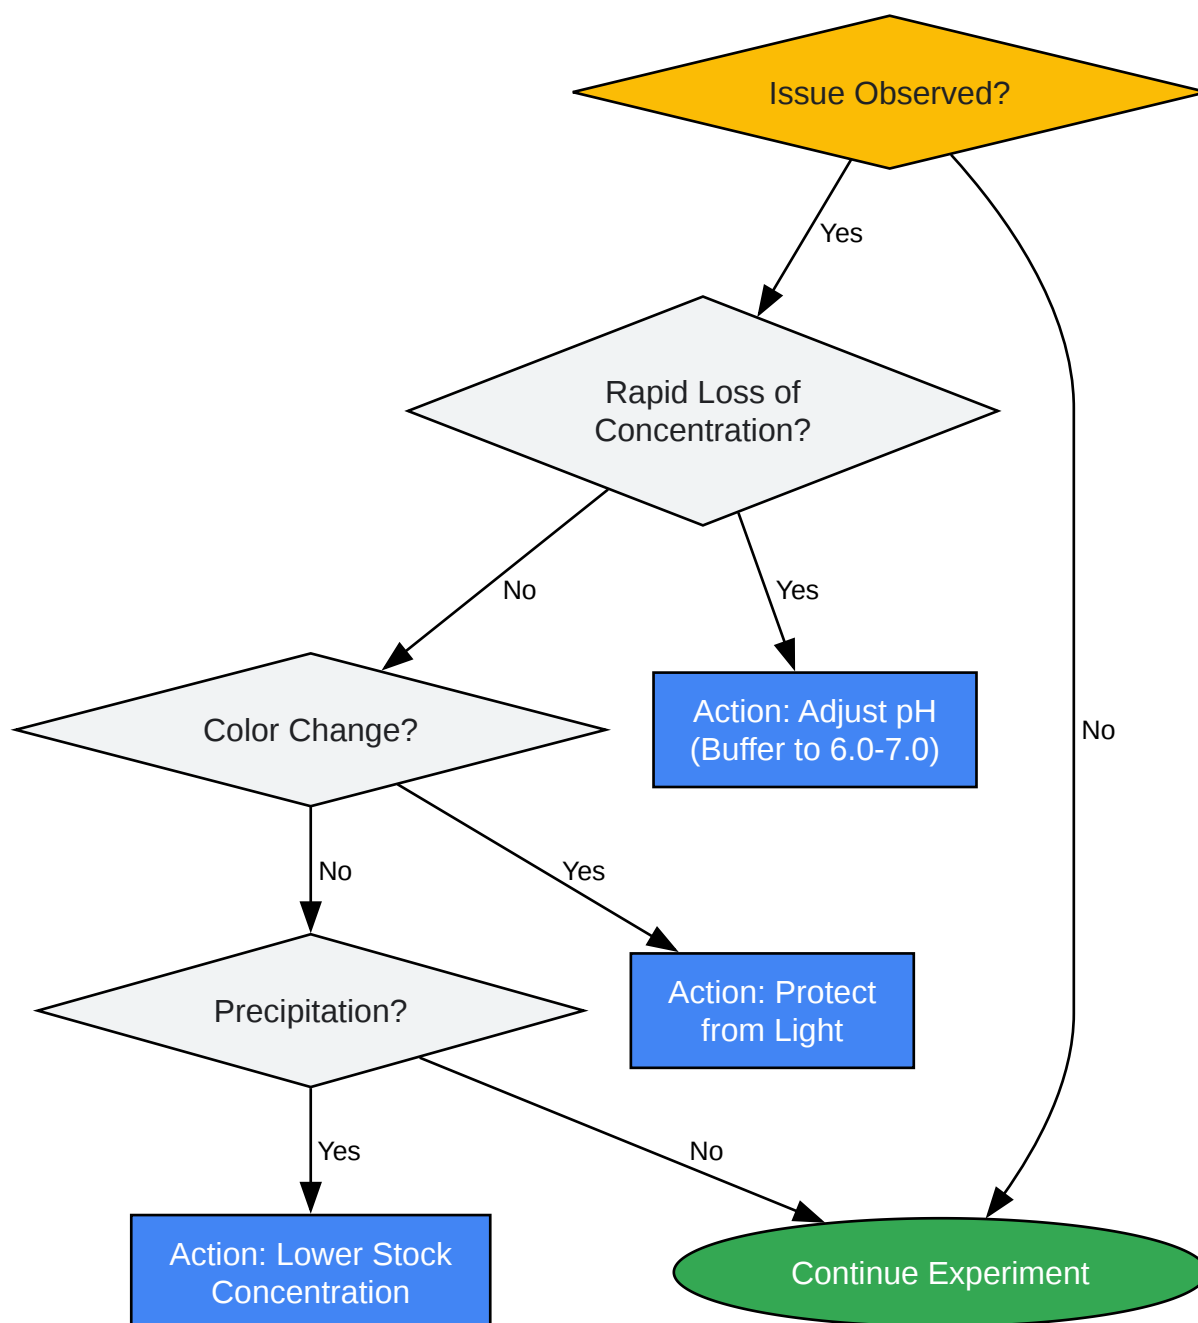 Issue Observed?
Yes
Rapid Loss of
Concentration?
No
Yes
Color Change?
Action: Adjust pH
(Buffer to 6.0-7.0)
No
No
Yes
Precipitation?
Action: Protect
from Light
Yes
No
Action: Lower Stock
Concentration
Continue Experiment